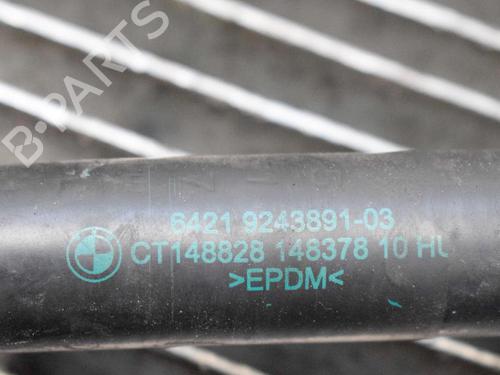 B-PARTS
6421 9243891-03
CT148828 148378 10 HU
>EPDM<